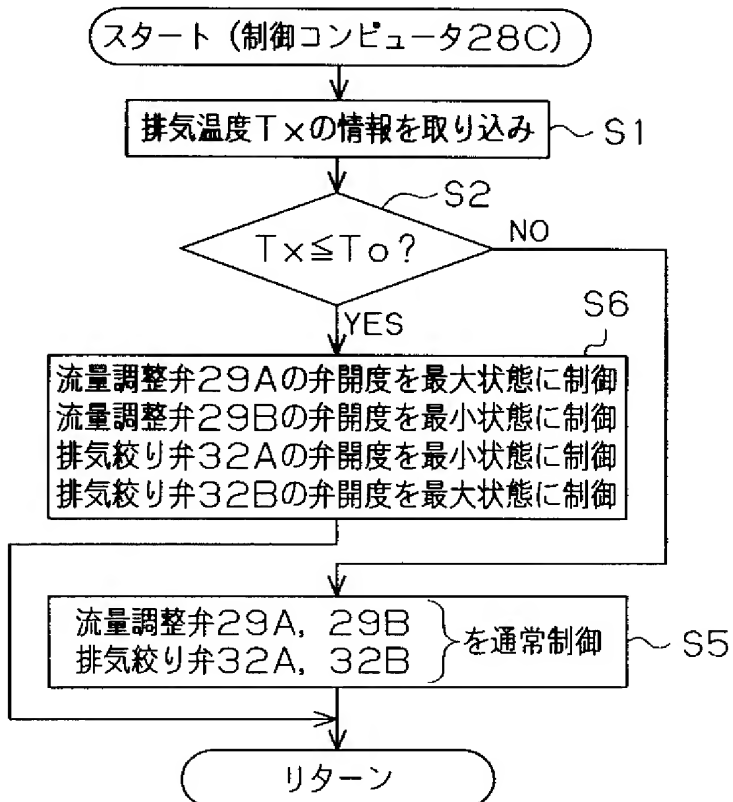 スタート（制御コンピュータ28C）
排気温度Txの情報を取り込み
S1
S2
Tx≦To?
NO
YES
S6
流量調整弁29Aの弁開度を最大状態に制御
流量調整弁29Bの弁開度を最小状態に制御
排気絞り弁32Aの弁開度を最小状態に制御
排気絞り弁32Bの弁開度を最大状態に制御
流量調整弁29A，29B
排気絞り弁32A，32B
を通常制御
S5
リターン